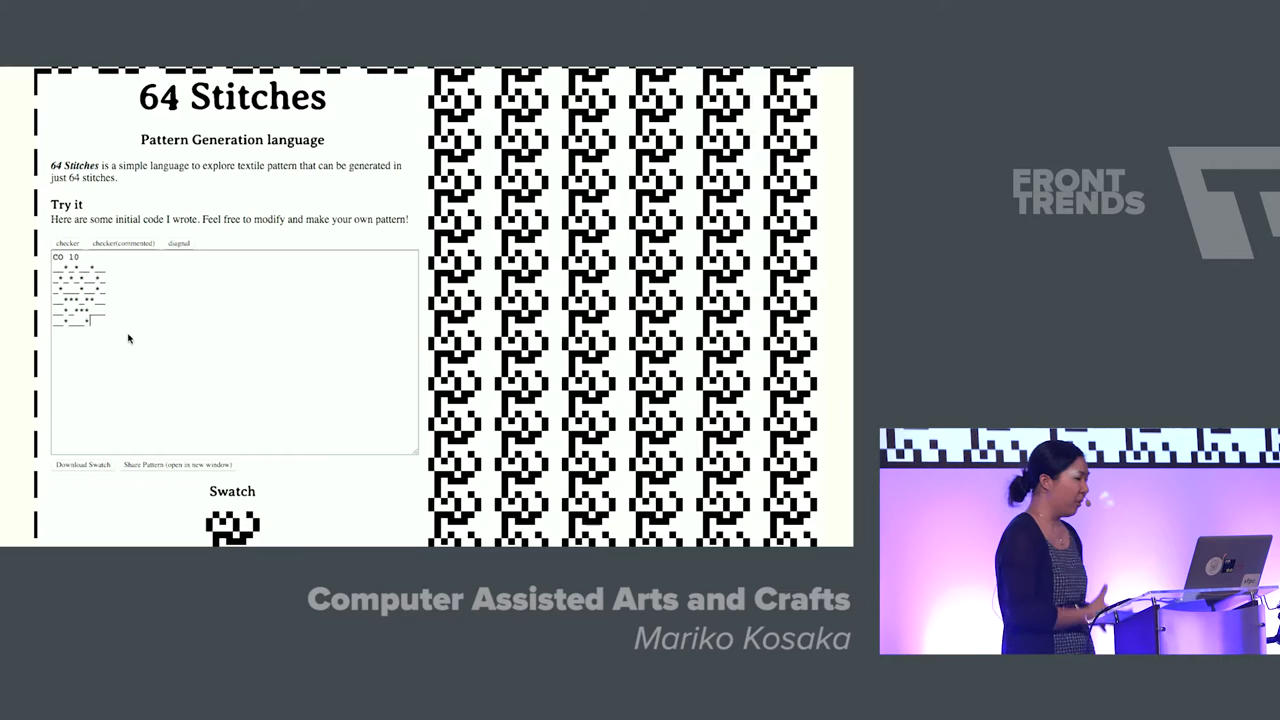 64 Stitches
Pattern Generation language
64 Stitches is a simple language to explore textile pattern that can be generated in
just 64 stitches.
Try it
Here are some initial code I wrote. Feel free to modify and make your own pattern!
checker checker(commented) diagnal
CO 10
Download Swatch Share Pattern (open in new window)
Swatch
FRONT
TRENDS
Computer Assisted Arts and Crafts
Mariko Kosaka